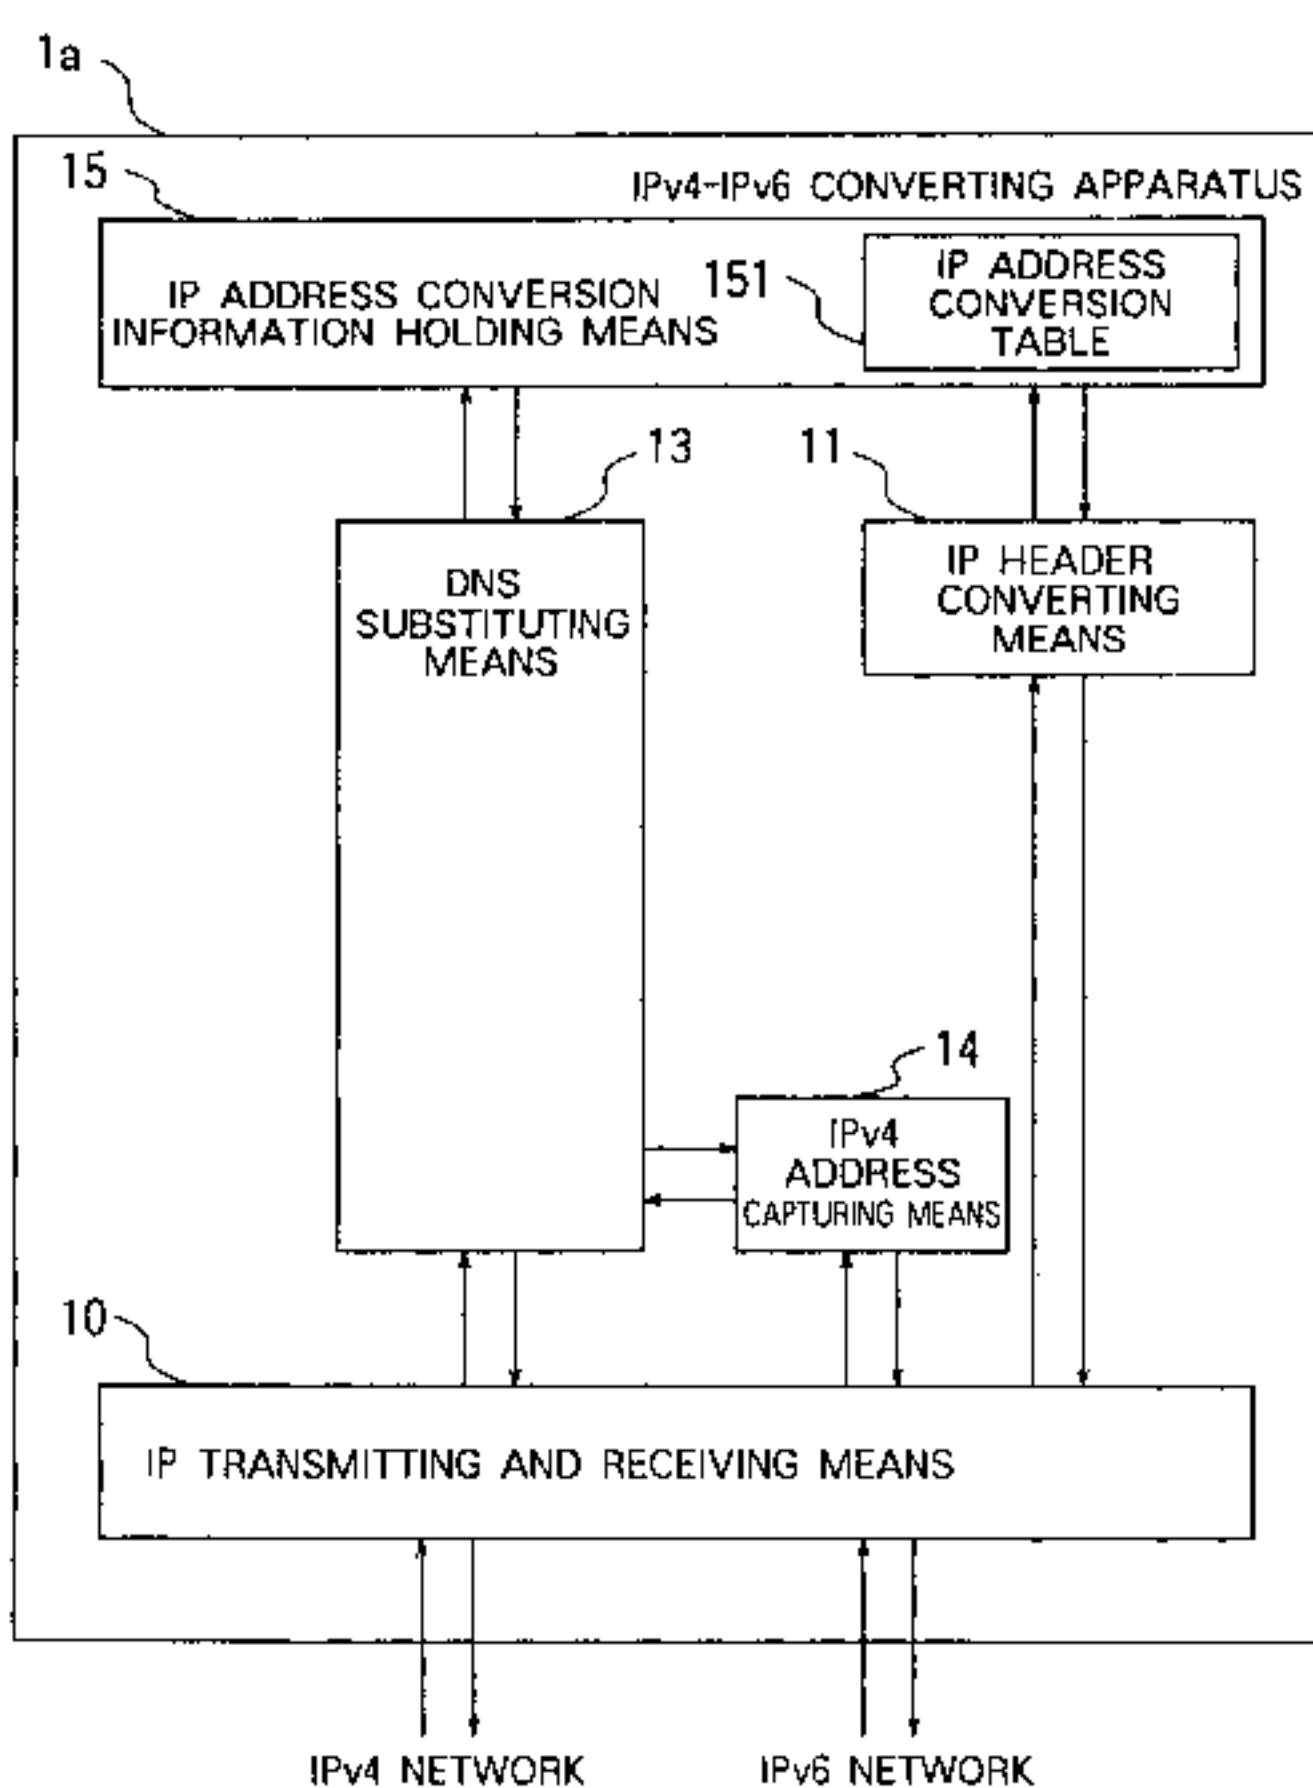 1a
15
IPv4-IPv6 CONVERTING APPARATUS
IP ADDRESS CONVERSION
INFORMATION HOLDING MEANS
151
IP ADDRESS
CONVERSION
TABLE
13
11
DNS
SUBSTITUTING
MEANS
IP HEADER
CONVERTING
MEANS
14
IPv4
ADDRESS
CAPTURING MEANS
10
IP TRANSMITTING AND RECEIVING MEANS
IPv4 NETWORK
IPv6 NETWORK